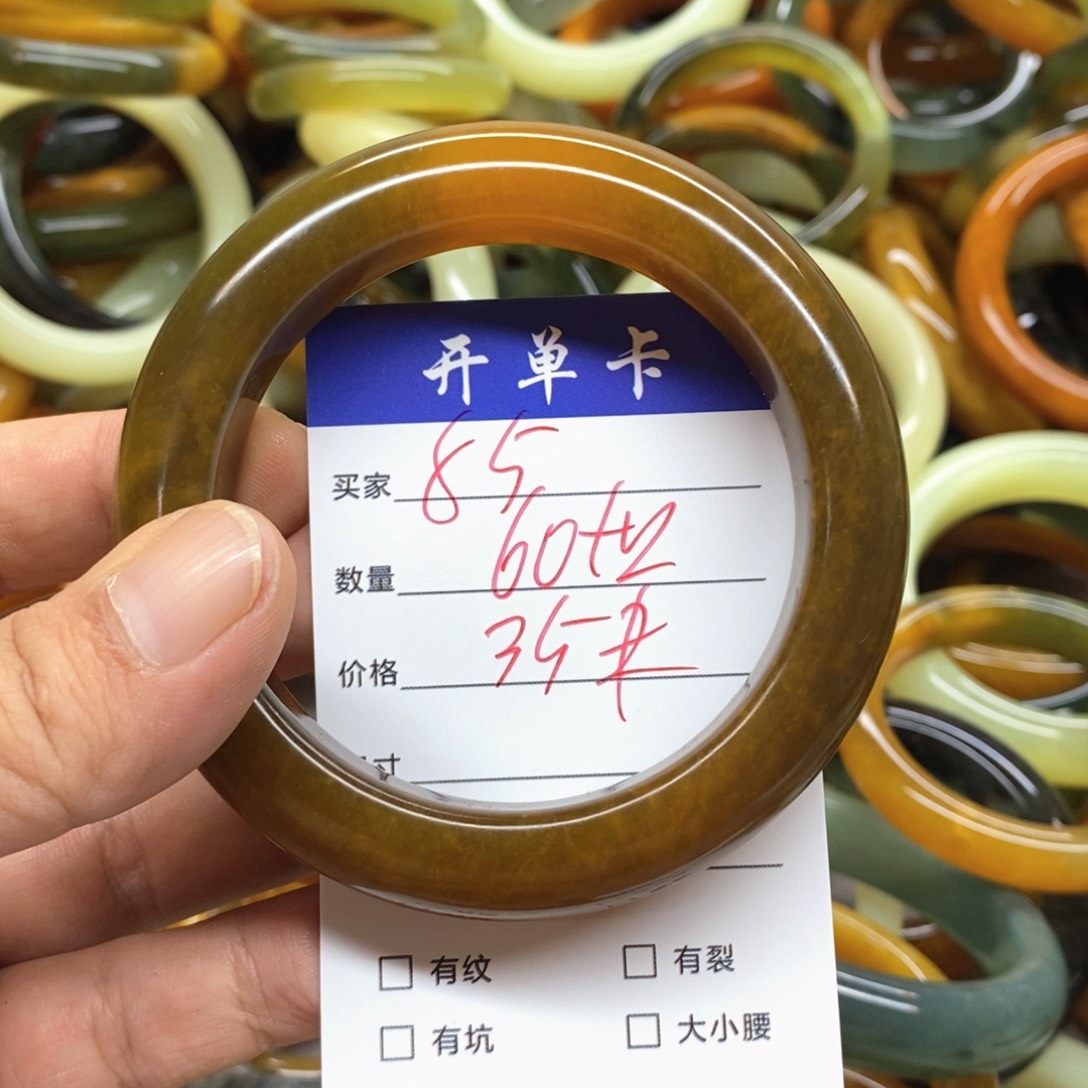 开单卡
买家 85
数量 60
价格 35
寸
有纹 有裂
有坑 大小腰